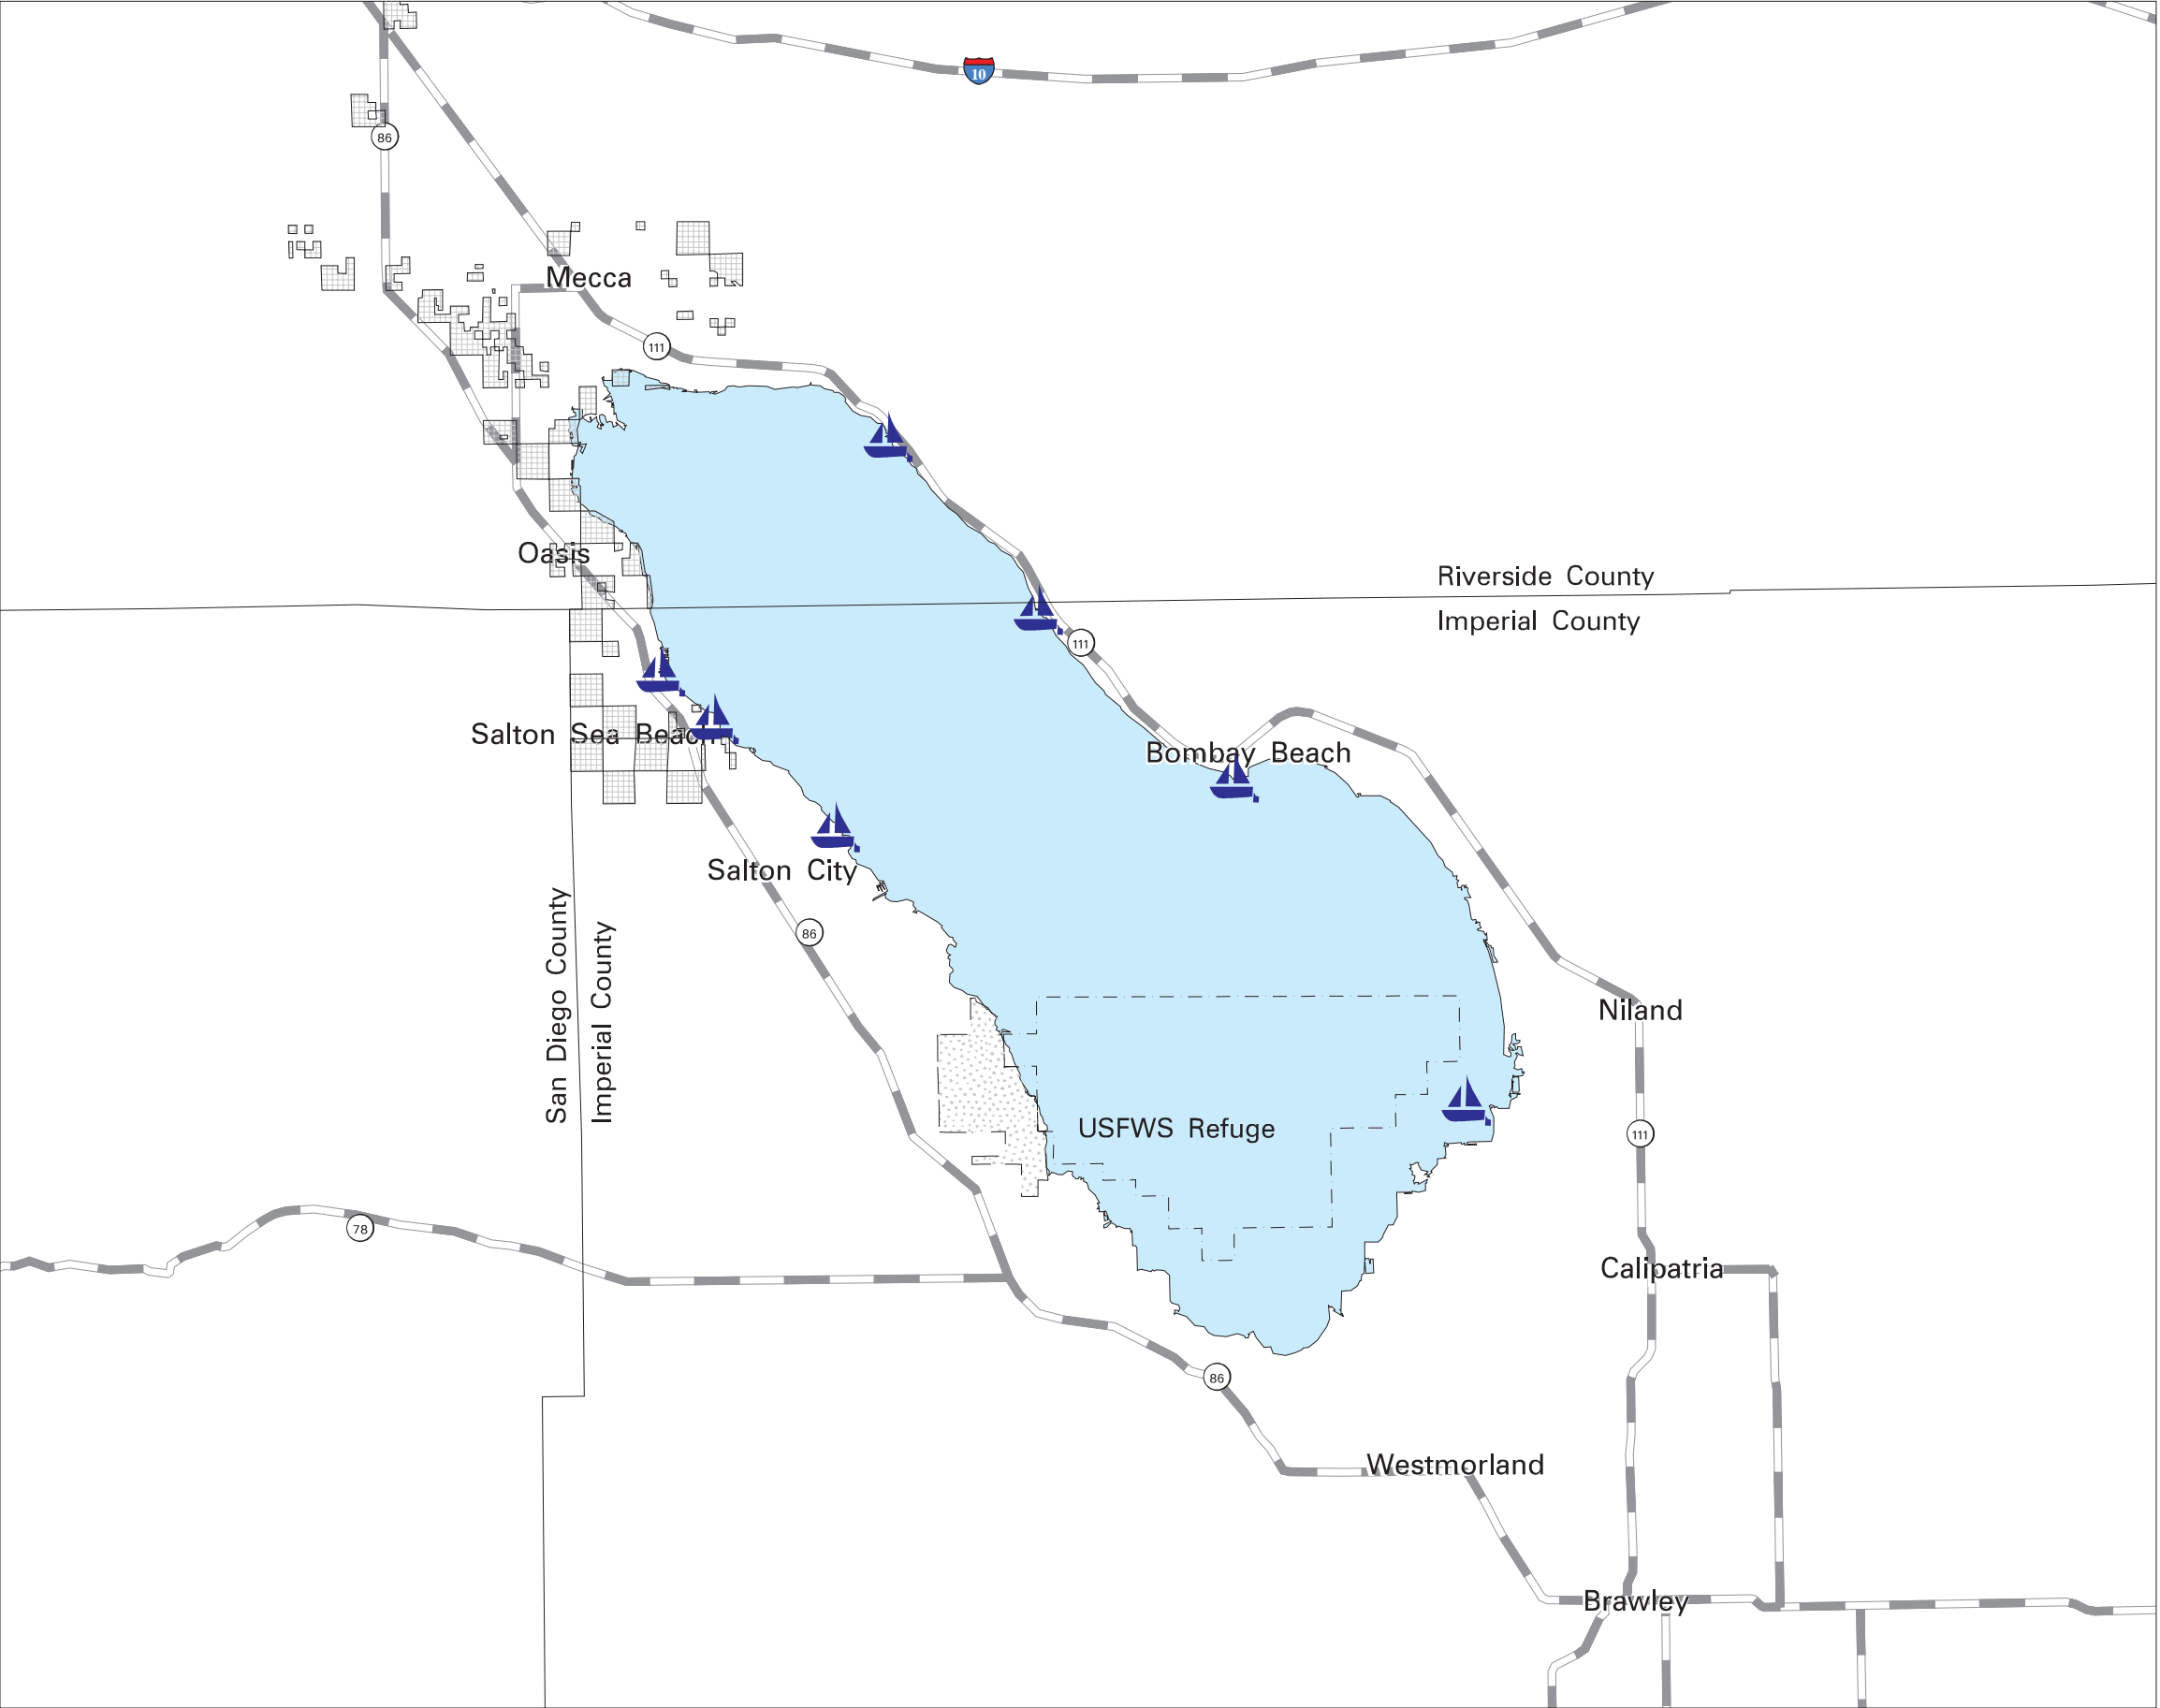 10
86
Mecca
111
Oasis
Riverside County
Imperial County
111
Salton Sea Beach
Bombay Beach
Salton City
86
San Diego County
Imperial County
Niland
USFWS Refuge
111
78
Calipatria
86
Westmorland
Brawley